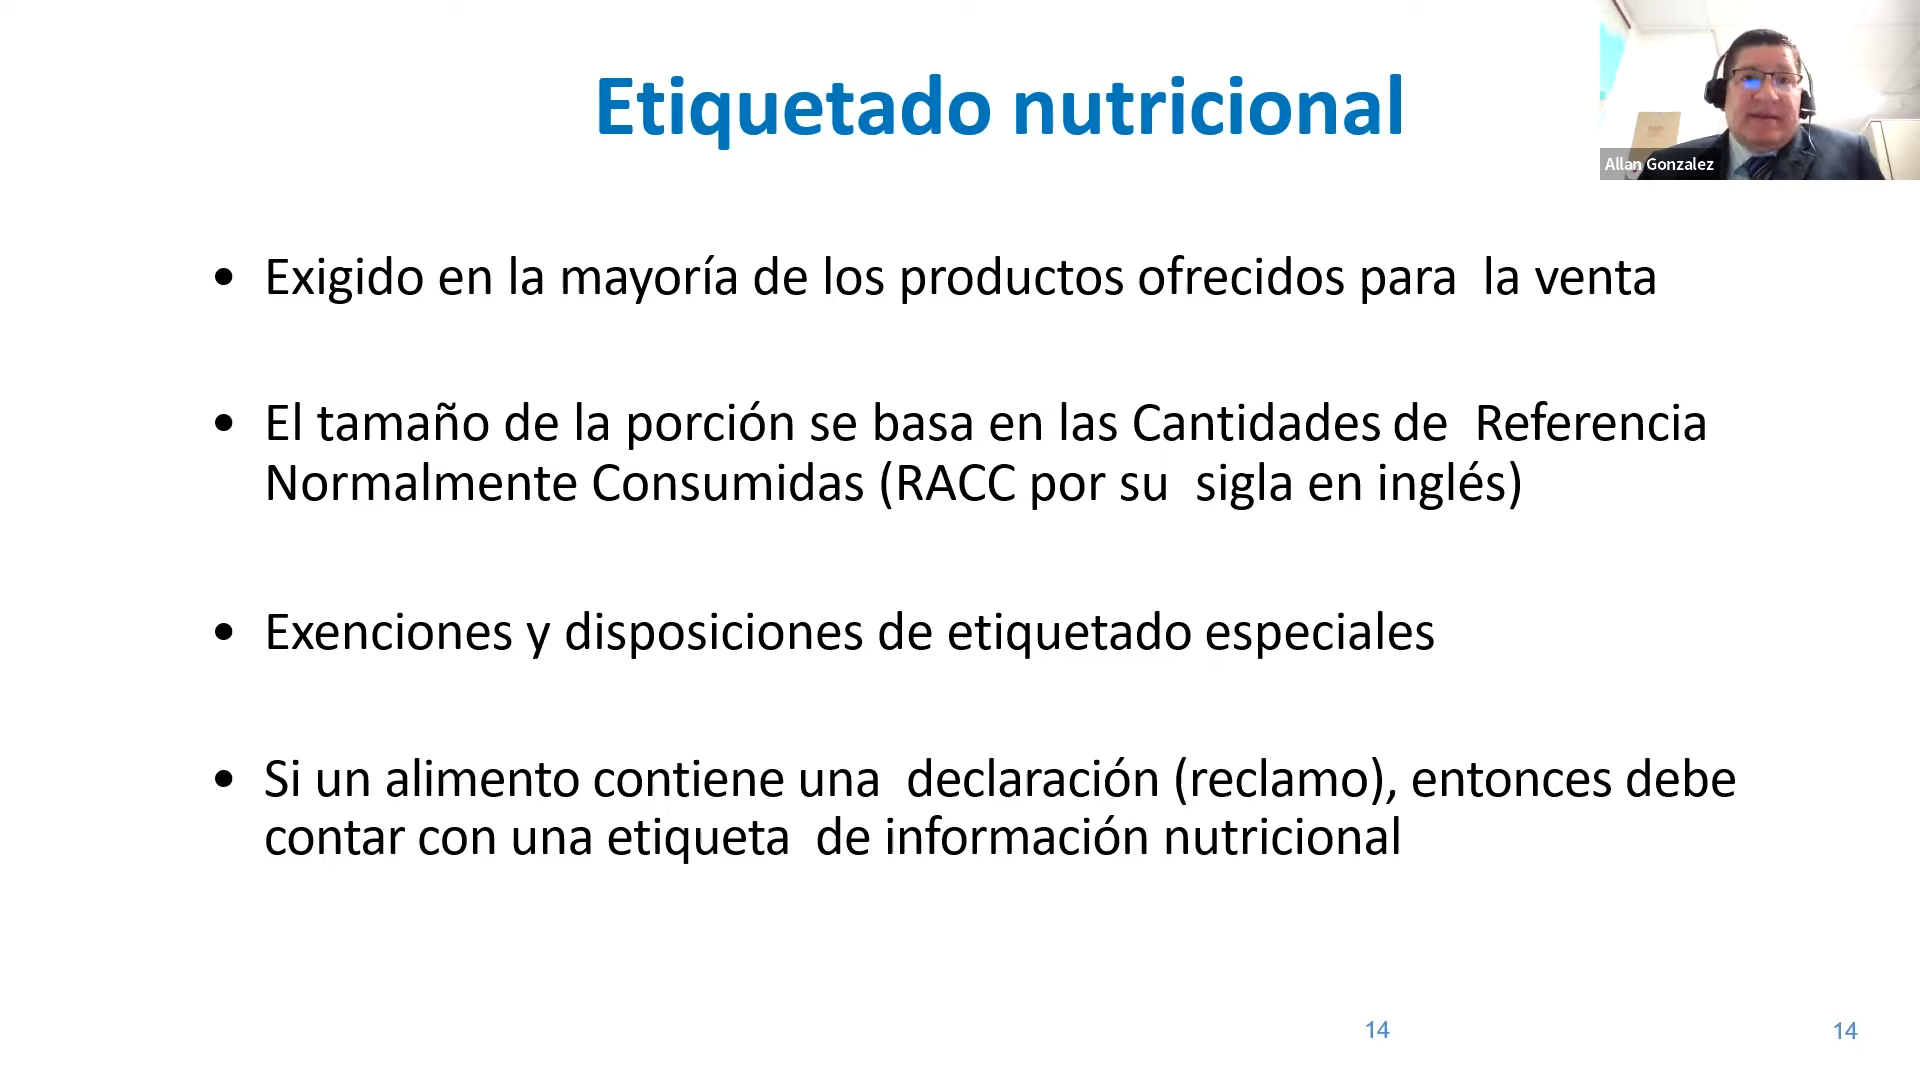 Etiquetado nutricional
Allan Gonzalez
• Exigido en la mayoría de los productos ofrecidos para  la venta
• El tamaño de la porción se basa en las Cantidades de  Referencia
Normalmente Consumidas (RACC por su  sigla en inglés)
• Exenciones y disposiciones de etiquetado especiales
• Si un alimento contiene una  declaración (reclamo), entonces debe
contar con una etiqueta  de información nutricional
14
14